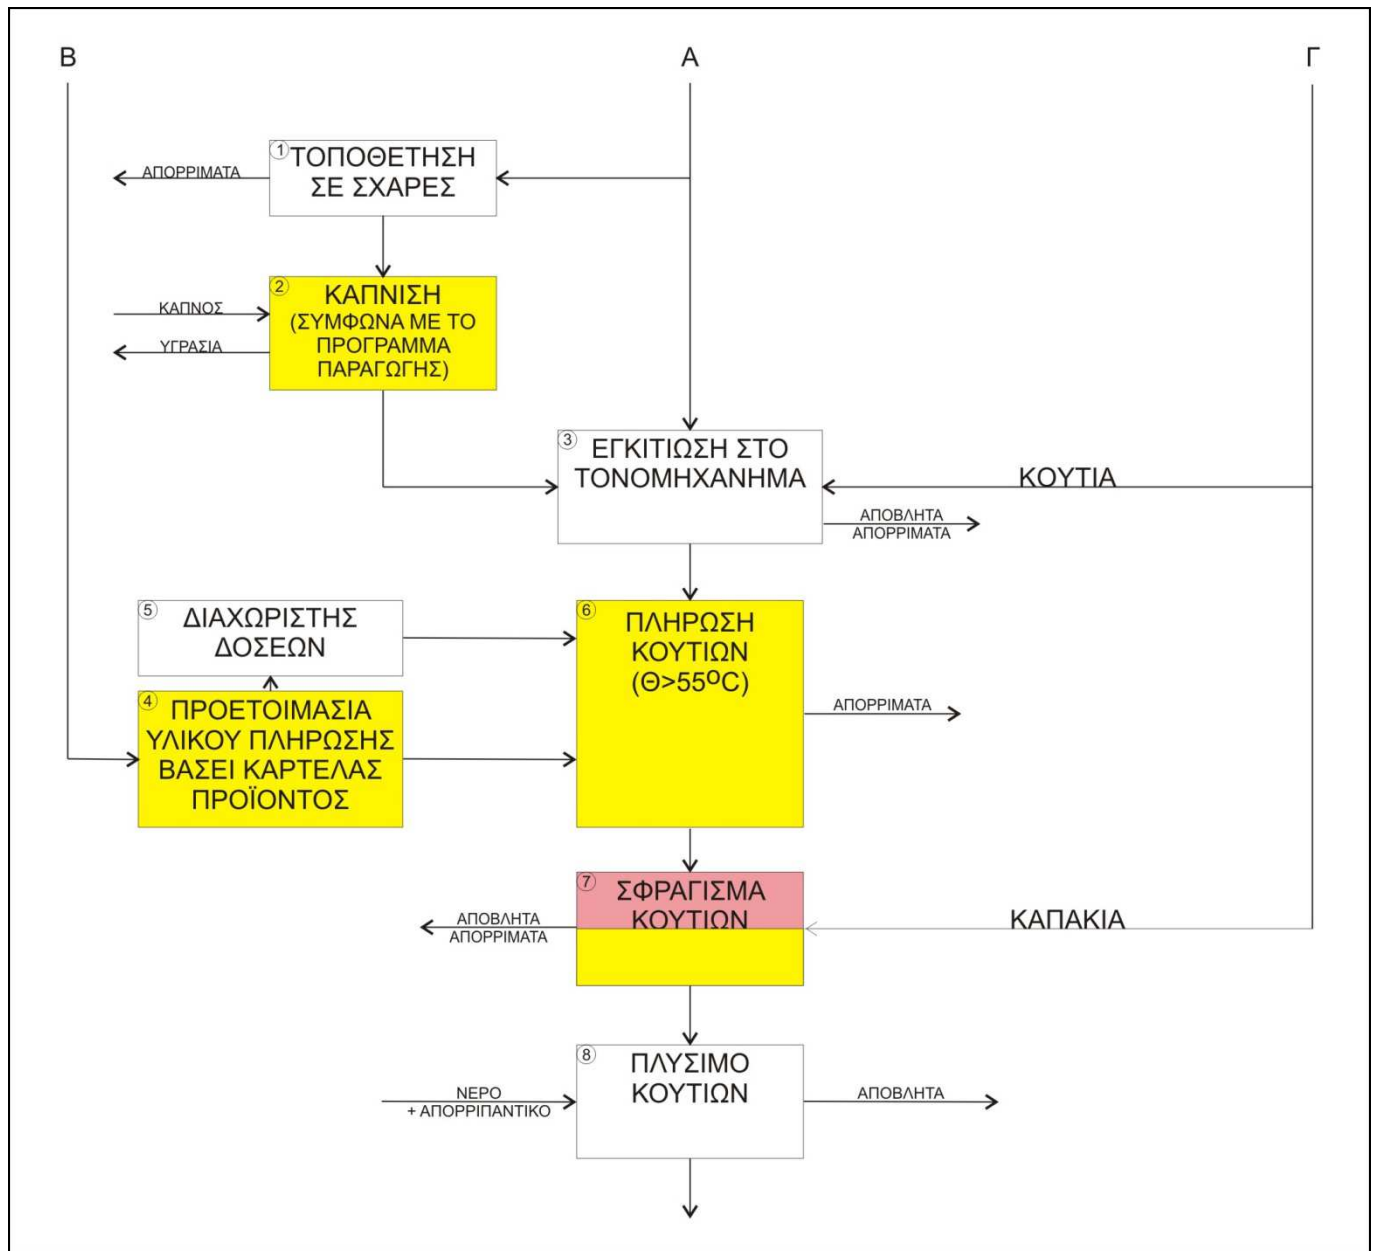 Β
Α
Γ
1
ΤΟΠΟΘΕΤΗΣΗ
ΣΕ ΣΧΑΡΕΣ
ΑΠΟΡΡΙΜΑΤΑ
2
ΚΑΠΝΙΣΗ
(ΣΥΜΦΩΝΑ ΜΕ ΤΟ
ΠΡΟΓΡΑΜΜΑ
ΠΑΡΑΓΩΓΗΣ)
ΚΑΠΝΟΣ
ΥΓΡΑΣΙΑ
3
ΕΓΚΙΤΙΩΣΗ ΣΤΟ
ΤΟΝΟΜΗΧΑΝΗΜΑ
ΚΟΥΤΙΑ
ΑΠΟΒΛΗΤΑ
ΑΠΟΡΡΙΜΑΤΑ
5
ΔΙΑΧΩΡΙΣΤΗΣ
ΔΟΣΕΩΝ
6
ΠΛΗΡΩΣΗ
ΚΟΥΤΙΩΝ
(Θ>55ºC)
4
ΠΡΟΕΤΟΙΜΑΣΙΑ
ΥΛΙΚΟΥ ΠΛΗΡΩΣΗΣ
ΒΑΣΕΙ ΚΑΡΤΕΛΑΣ
ΠΡΟΪΟΝΤΟΣ
ΑΠΟΡΡΙΜΑΤΑ
7
ΣΦΡΑΓΙΣΜΑ
ΚΟΥΤΙΩΝ
ΑΠΟΒΛΗΤΑ
ΑΠΟΡΡΙΜΑΤΑ
ΚΑΠΑΚΙΑ
8
ΠΛΥΣΙΜΟ
ΚΟΥΤΙΩΝ
ΝΕΡΟ
+ ΑΠΟΡΡΙΠΑΝΤΙΚΟ
ΑΠΟΒΛΗΤΑ